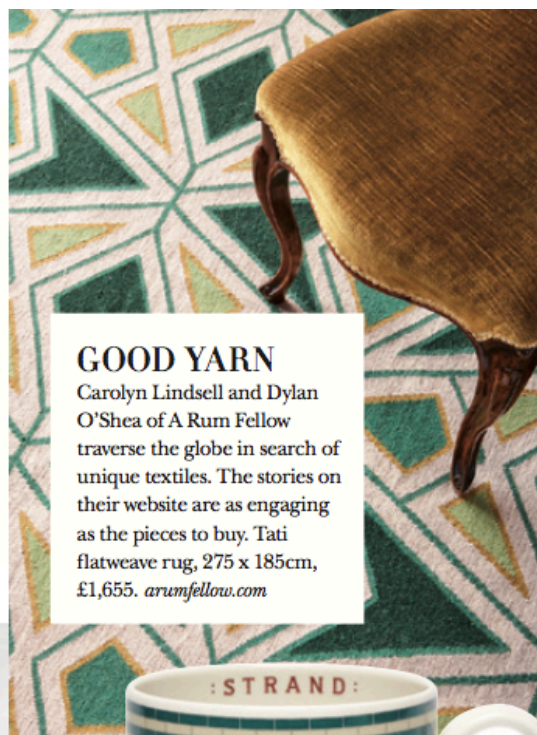 GOOD YARN
Carolyn Lindsell and Dylan
O’Shea of A Rum Fellow
traverse the globe in search of
unique textiles. The stories on
their website are as engaging
as the pieces to buy. Tati
flatweave rug, 275 x 185cm,
£1,655. arumfellow.com
:STRAND: